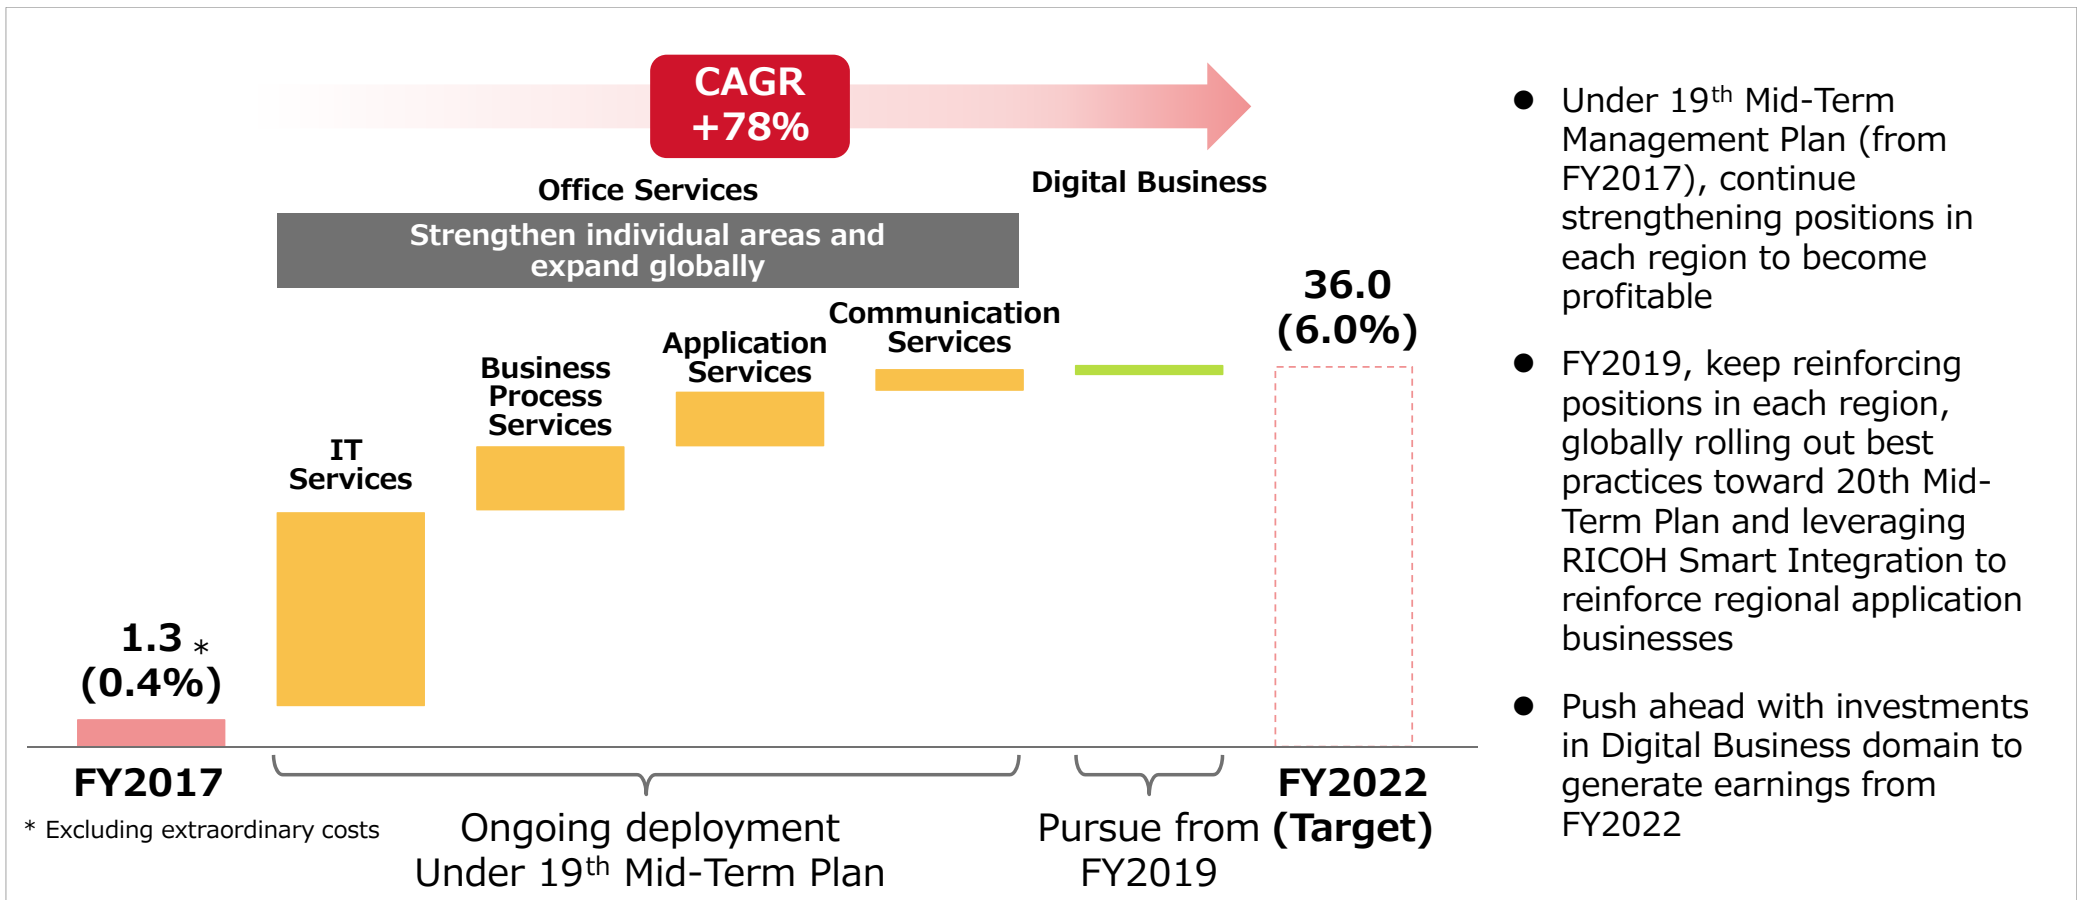 CAGR
+78%
Office Services
Digital Business
Strengthen individual areas and
expand globally
IT
Services
Business
Process
Services
Application
Services
Communication
Services
1.3 *
(0.4%)
36.0
(6.0%)
FY2017
* Excluding extraordinary costs
Ongoing deployment
Under 19th Mid-Term Plan
Pursue from
FY2019
FY2022
(Target)
● Under 19th Mid-Term
Management Plan (from
FY2017), continue
strengthening positions in
each region to become
profitable
● FY2019, keep reinforcing
positions in each region,
globally rolling out best
practices toward 20th Mid-
Term Plan and leveraging
RICOH Smart Integration to
reinforce regional application
businesses
● Push ahead with investments
in Digital Business domain to
generate earnings from
FY2022